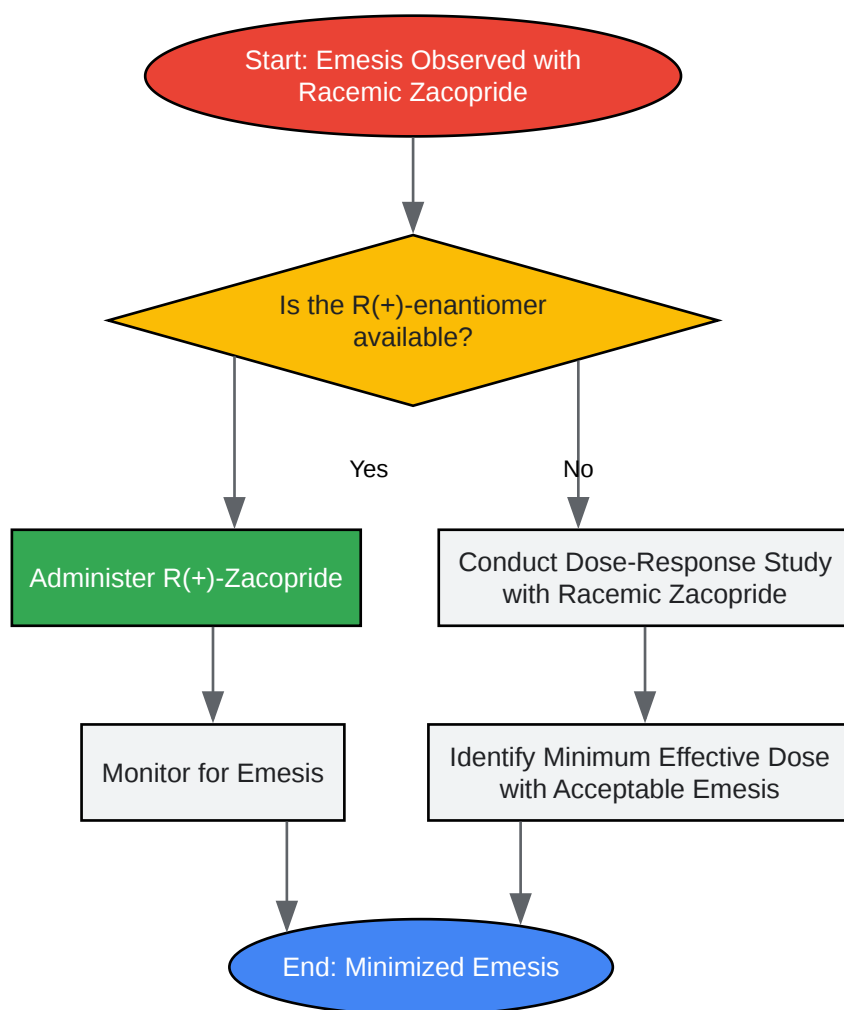 Start: Emesis Observed with
Racemic Zacopride
Is the R(+)-enantiomer
available?
Yes
No
Administer R(+)-Zacopride
Conduct Dose-Response Study
with Racemic Zacopride
Monitor for Emesis
Identify Minimum Effective Dose
with Acceptable Emesis
End: Minimized Emesis